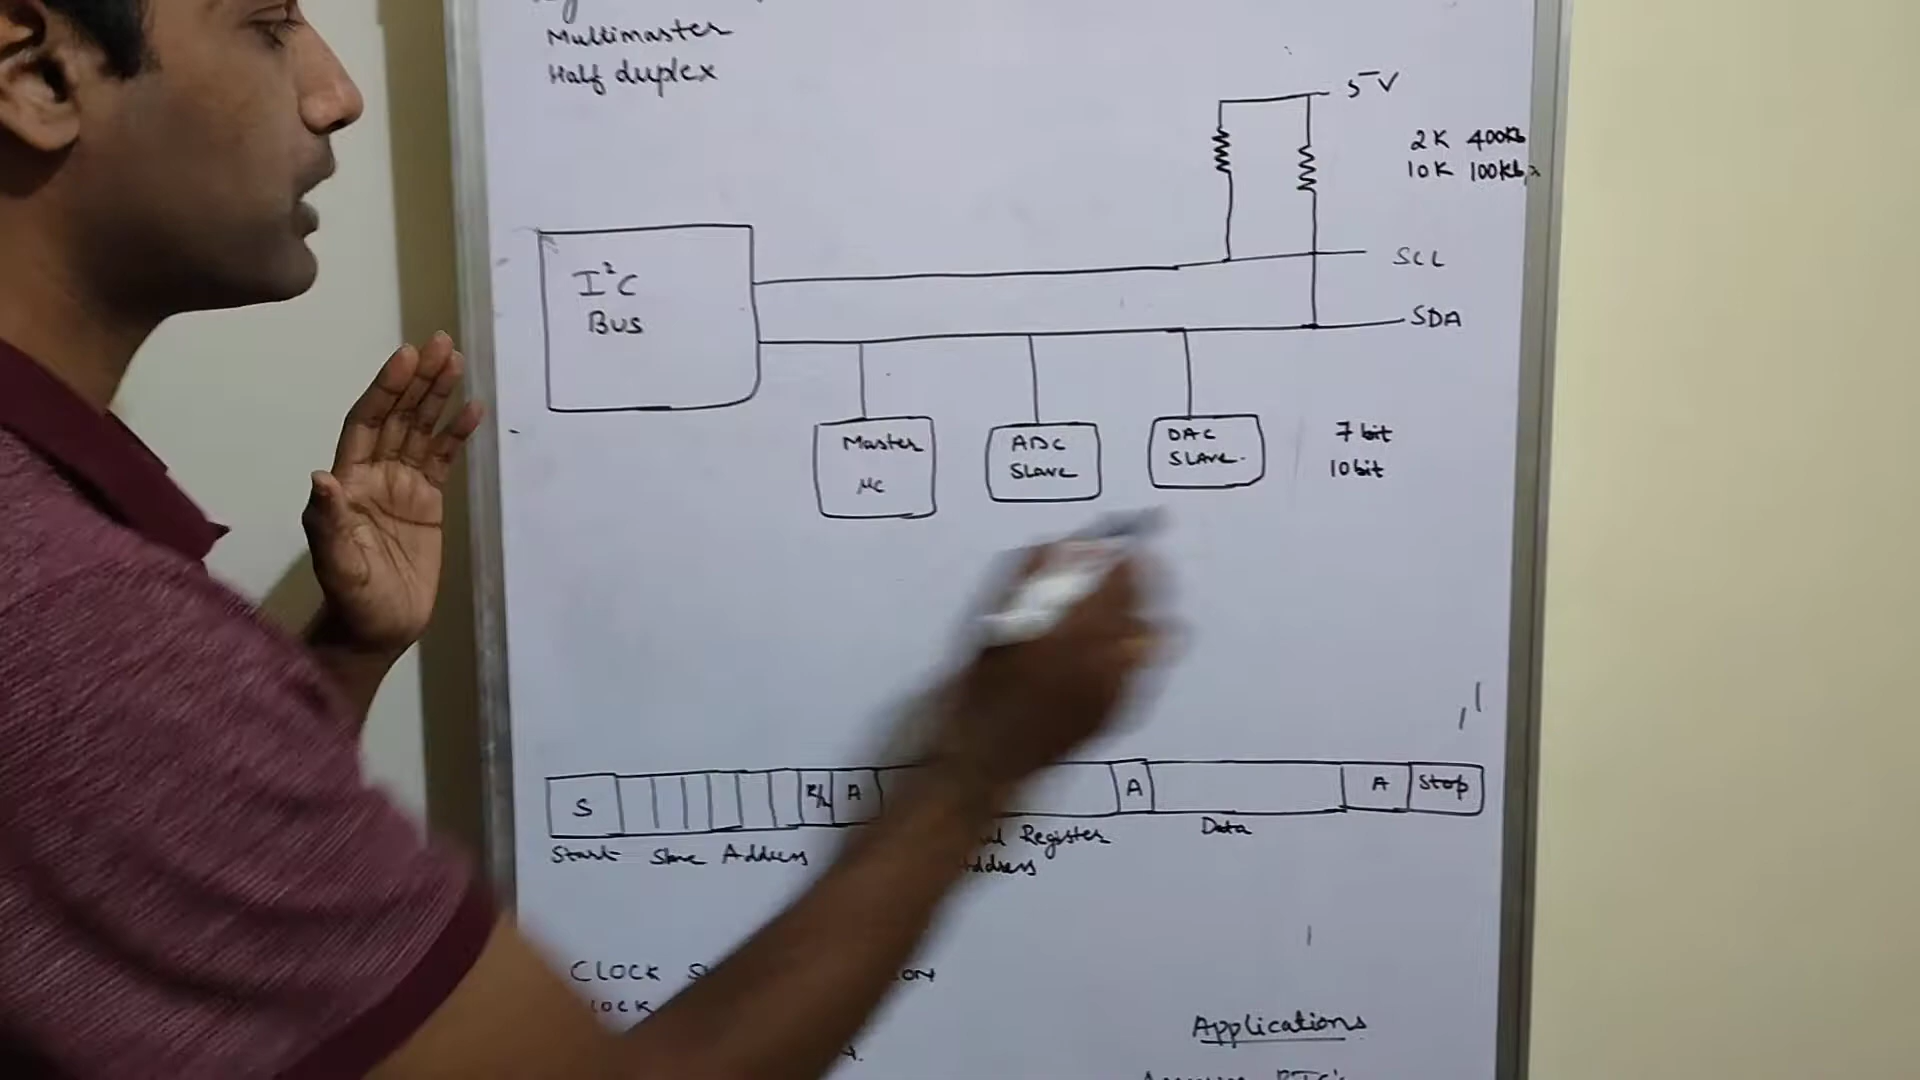 Multimaster
Half duplex
5V
2K 400Kb
10K 100Kb
SCL
SDA
I²C
Bus
Master
μc
ADC
Slave
DAC
Slave
7 bit
10 bit
S
R/
A
A
A
Stop
Start
Slave Address
Register
Data
CLOCK
Applications